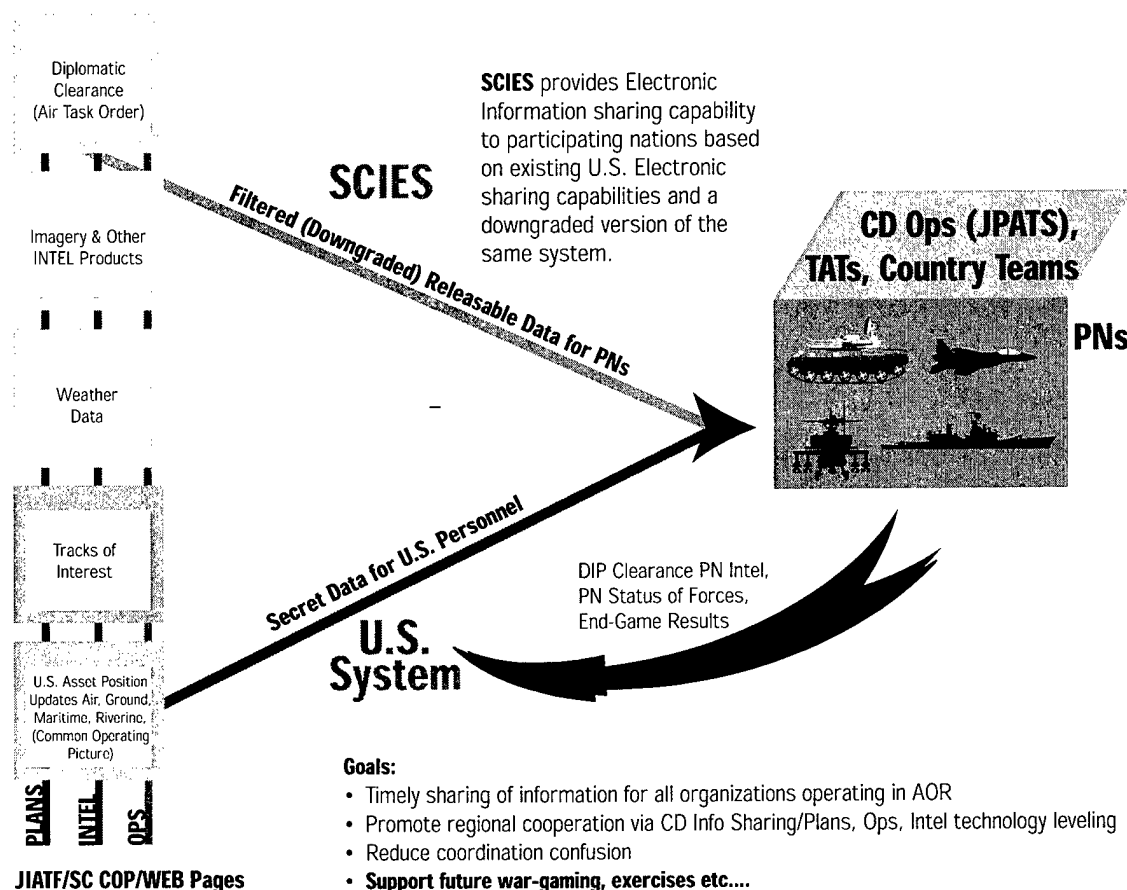 Diplomatic
Clearance
(Air Task Order)
Imagery & Other
INTEL Products
Weather
Data
Tracks of
Interest
U.S. Asset Position
Updates Air, Ground,
Maritime, Riverine,
(Common Operating
Picture)
PLANS
INTEL
OPS
JIATF/SC COP/WEB Pages
SCIES
Filtered (Downgraded) Releasable Data for PNs
SCIES provides Electronic
Information sharing capability
to participating nations based
on existing U.S. Electronic
sharing capabilities and a
downgraded version of the
same system.
CD Ops (JPATS),
TATs, Country Teams
PNs
Secret Data for U.S. Personnel
U.S.
System
DIP Clearance PN Intel,
PN Status of Forces,
End-Game Results
Goals:
• Timely sharing of information for all organizations operating in AOR
• Promote regional cooperation via CD Info Sharing/Plans, Ops, Intel technology leveling
• Reduce coordination confusion
• Support future war-gaming, exercises etc....